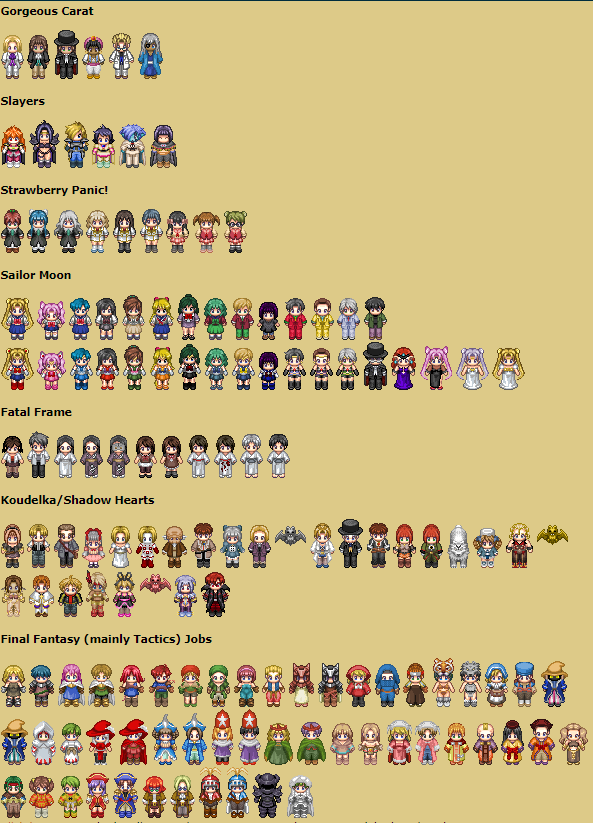 Gorgeous Carat
Slayers
Strawberry Panic!
Sailor Moon
Fatal Frame
Koudelka/Shadow Hearts
Final Fantasy (mainly Tactics) Jobs